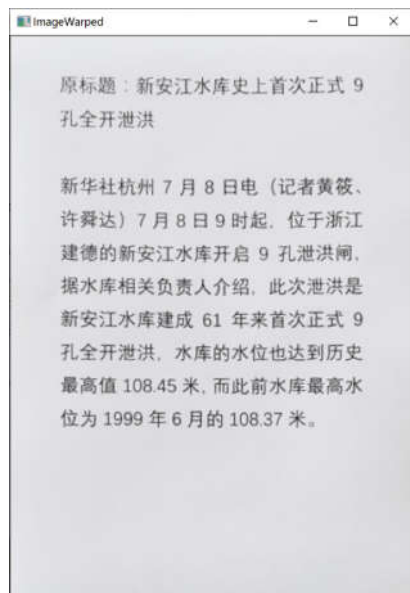 ImageWarped
原标题：新安江水库史上首次正式 9
孔全开泄洪
新华社杭州 7 月 8 日电（记者黄筱、
许舜达）7 月 8 日 9 时起，位于浙江
建德的新安江水库开启 9 孔泄洪闸，
据水库相关负责人介绍，此次泄洪是
新安江水库建成 61 年来首次正式 9
孔全开泄洪，水库的水位也达到历史
最高值 108.45 米，而此前水库最高水
位为 1999 年 6 月的 108.37 米。